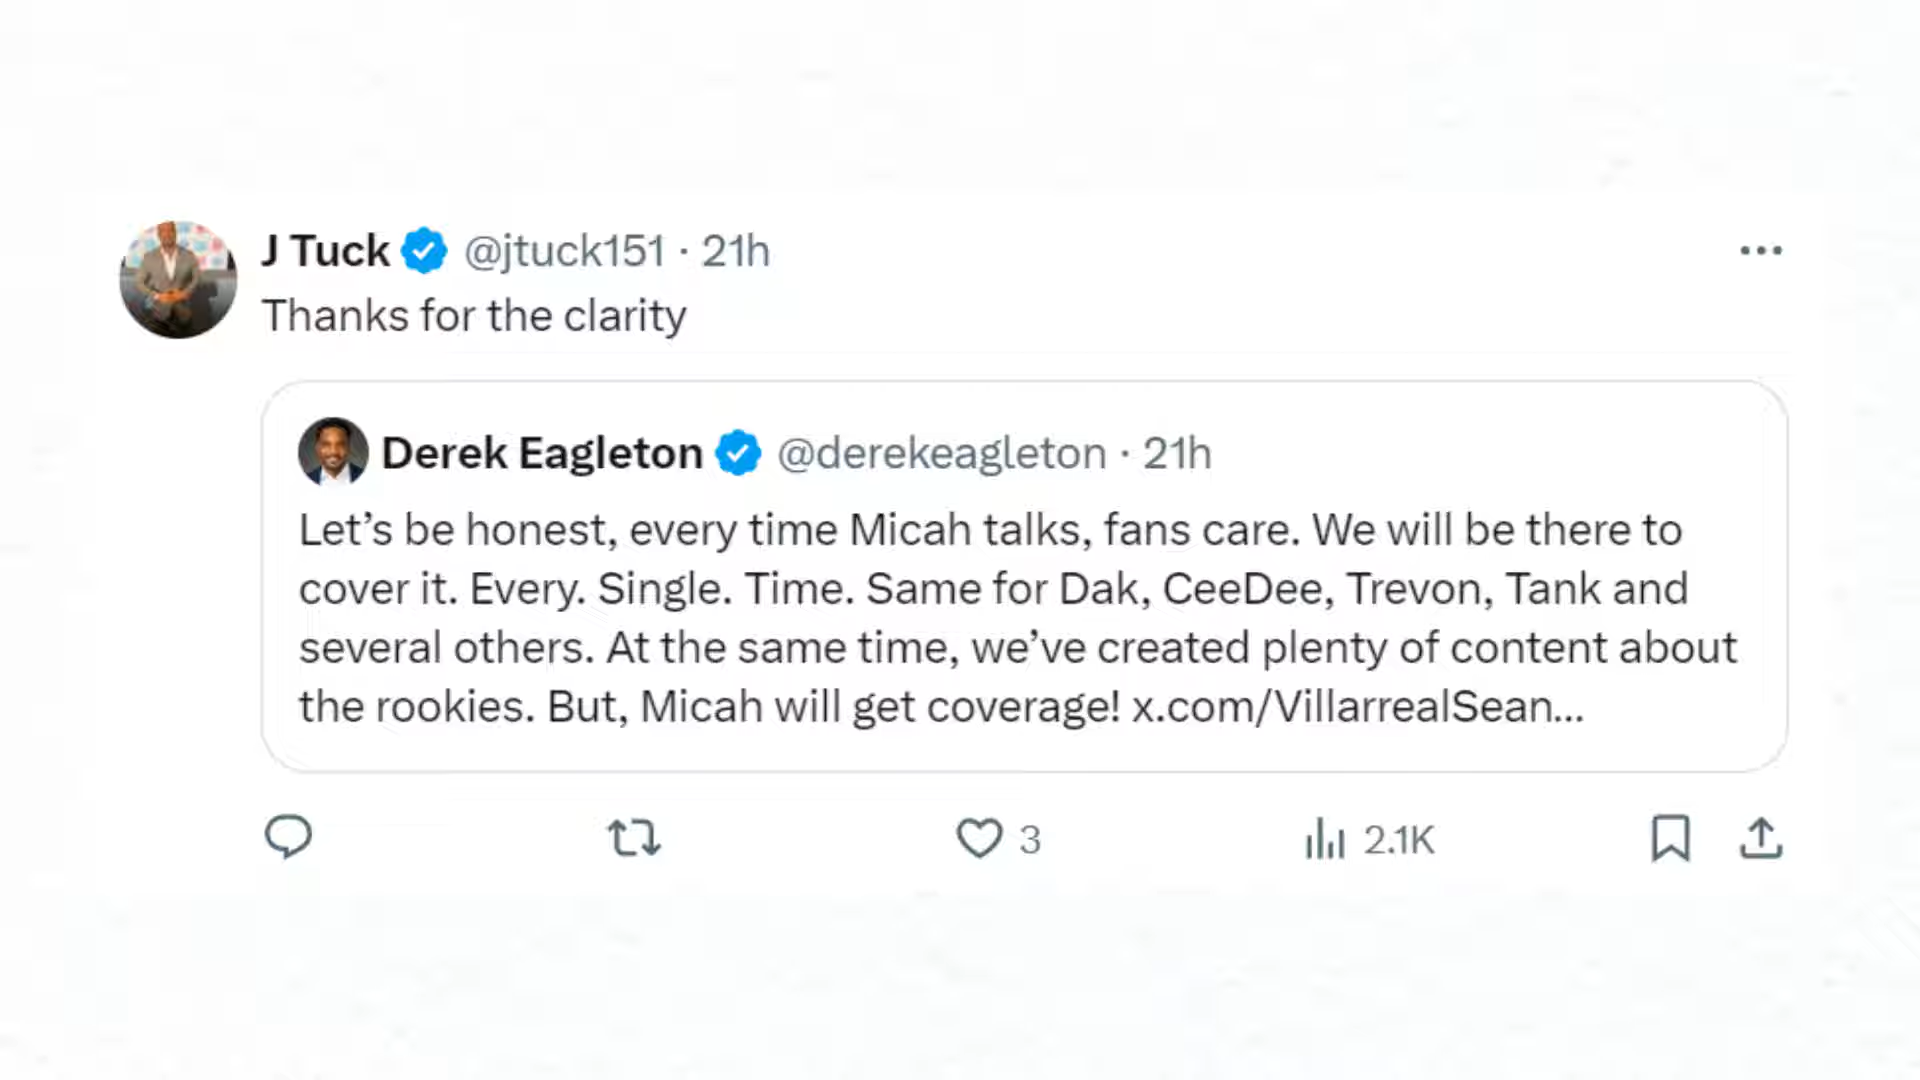 J Tuck @jtuck151 · 21h
Thanks for the clarity
Derek Eagleton @derekeagleton · 21h
Let’s be honest, every time Micah talks, fans care. We will be there to
cover it. Every. Single. Time. Same for Dak, CeeDee, Trevon, Tank and
several others. At the same time, we’ve created plenty of content about
the rookies. But, Micah will get coverage! x.com/VillarrealSean...
3 2.1K